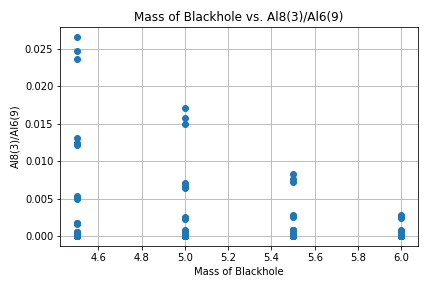 Mass of Blackhole vs. Al8(3)/Al6(9)
Al8(3)/Al6(9)
0.025
0.020
0.015
0.010
0.005
0.000
4.6 4.8 5.0 5.2 5.4 5.6 5.8 6.0
Mass of Blackhole